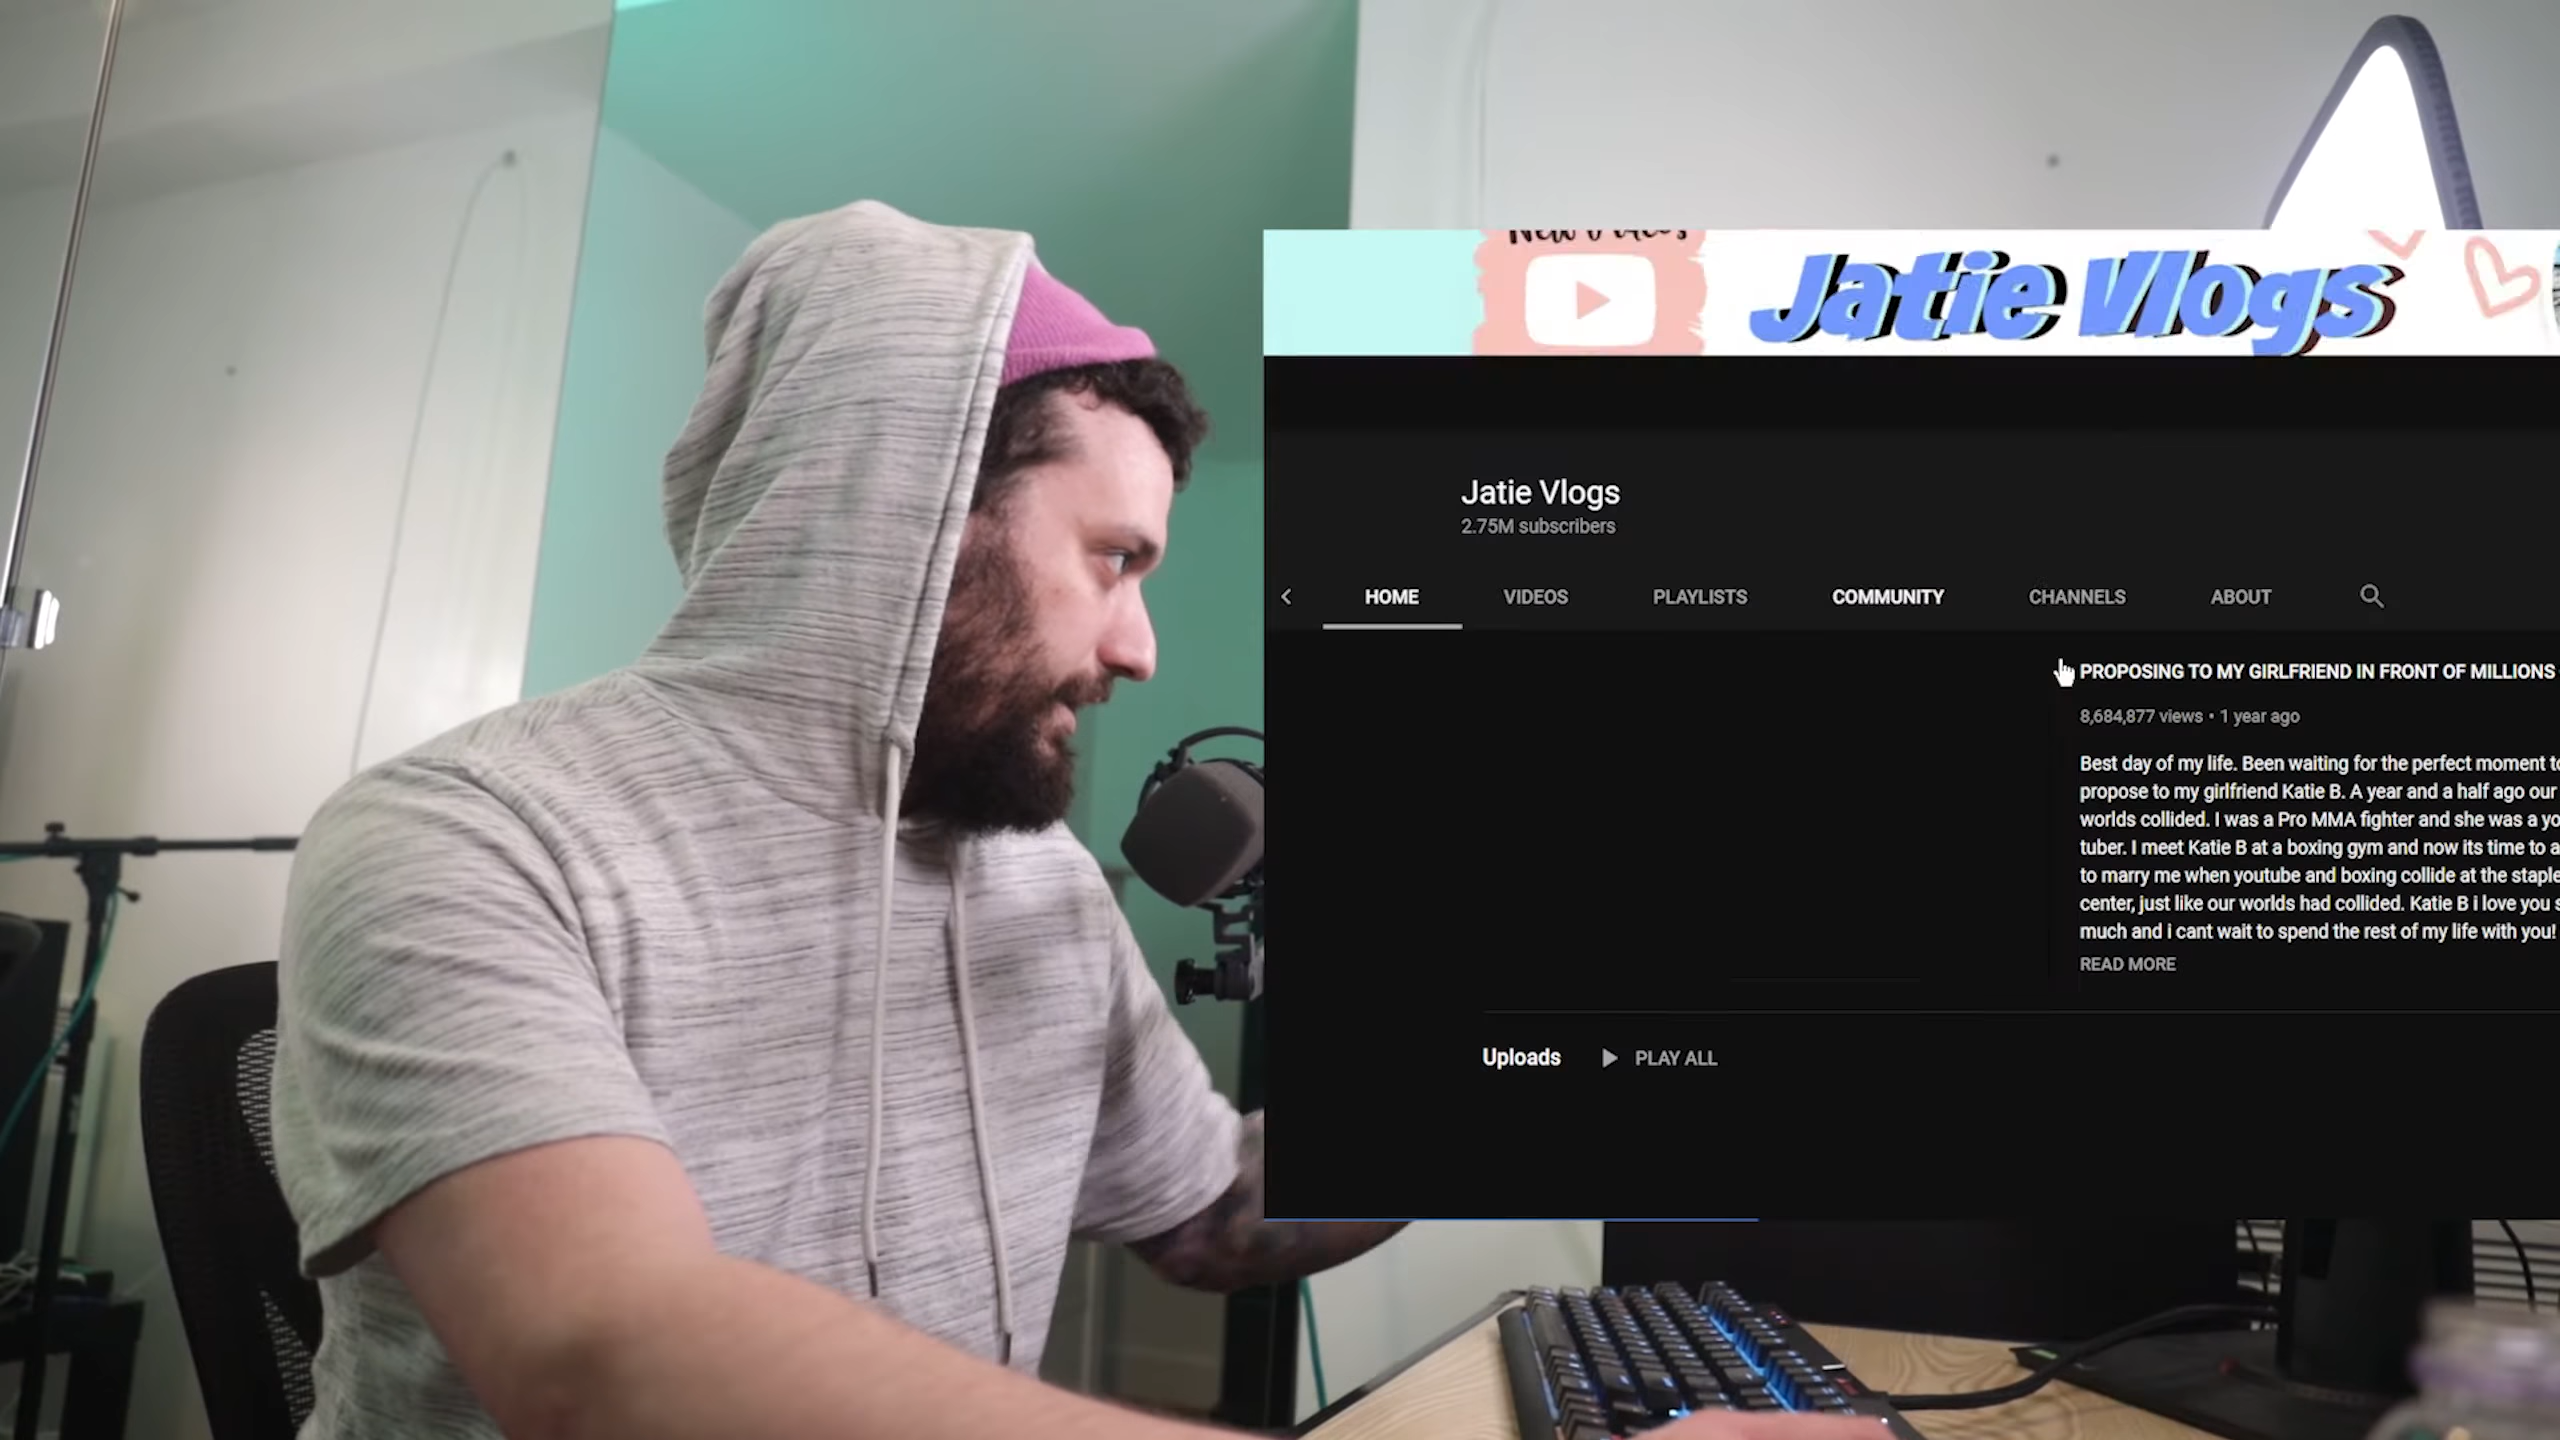 New Videos
Jatie Vlogs
Jatie Vlogs
2.75M subscribers
HOME VIDEOS PLAYLISTS COMMUNITY CHANNELS ABOUT
PROPOSING TO MY GIRLFRIEND IN FRONT OF MILLIONS
8,684,877 views • 1 year ago
Best day of my life. Been waiting for the perfect moment
propose to my girlfriend Katie B. A year and a half ago our
worlds collided. I was a Pro MMA fighter and she was a
tuber. I meet Katie B at a boxing gym and now its time to
to marry me when youtube and boxing collide at the
center, just like our worlds had collided. Katie B i love you
much and i cant wait to spend the rest of my life with you!
READ MORE
Uploads PLAY ALL